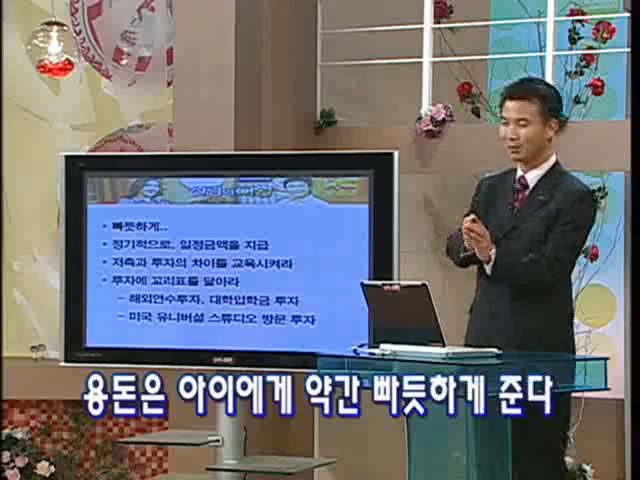 • 빠듯하게..
• 정기적으로, 일정금액을 지급
• 저축과 투자의 차이를 교육시켜라
• 투자에 꼬리표를 달아라
– 해외연수투자, 대학입학금 투자
– 미국 유니버설 스튜디오 방문 투자
용돈은 아이에게 약간 빠듯하게 준다